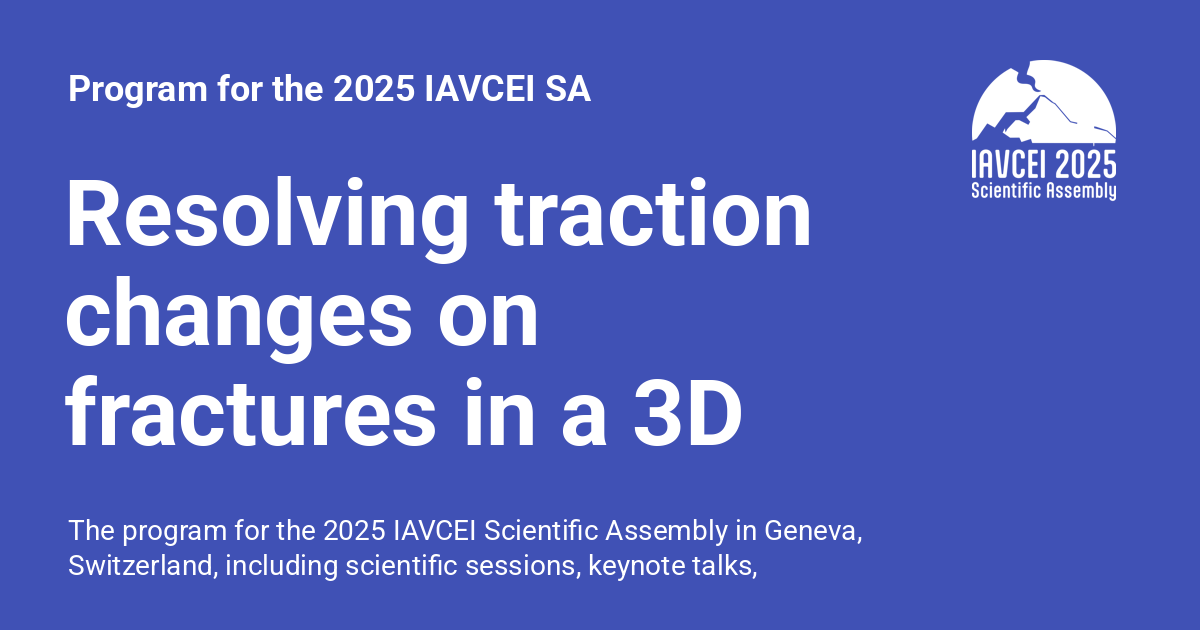 Program for the 2025 IAVCEI SA
IAVCEI 2025
Scientific Assembly
Resolving traction
changes on
fractures in a 3D
The program for the 2025 IAVCEI Scientific Assembly in Geneva,
Switzerland, including scientific sessions, keynote talks,